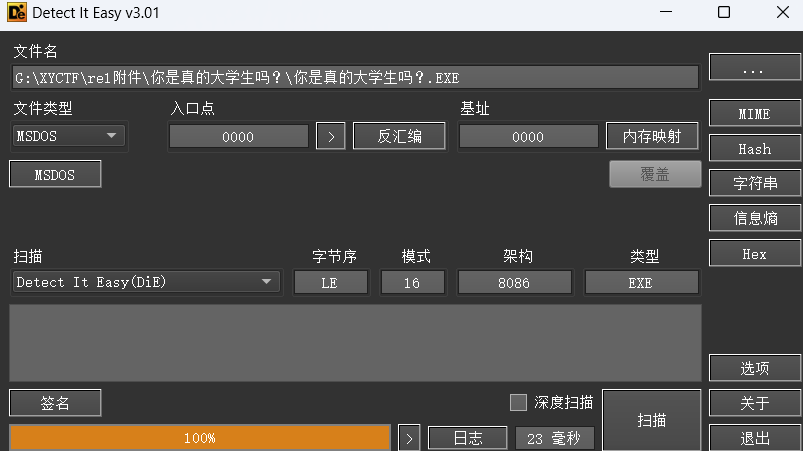 Detect It Easy v3.01
文件名
G:\XYCTF\re1附件\你是真的大学生吗？\你是真的大学生吗？.EXE
...
文件类型 入口点 基址
MSDOS 0000 > 反汇编 0000 内存映射 MIME
Hash
MSDOS 覆盖 字符串
信息熵
扫描 字节序 模式 架构 类型 Hex
Detect It Easy(DiE) LE 16 8086 EXE
选项
签名 深度扫描 扫描 关于
100% > 日志 23 毫秒 退出